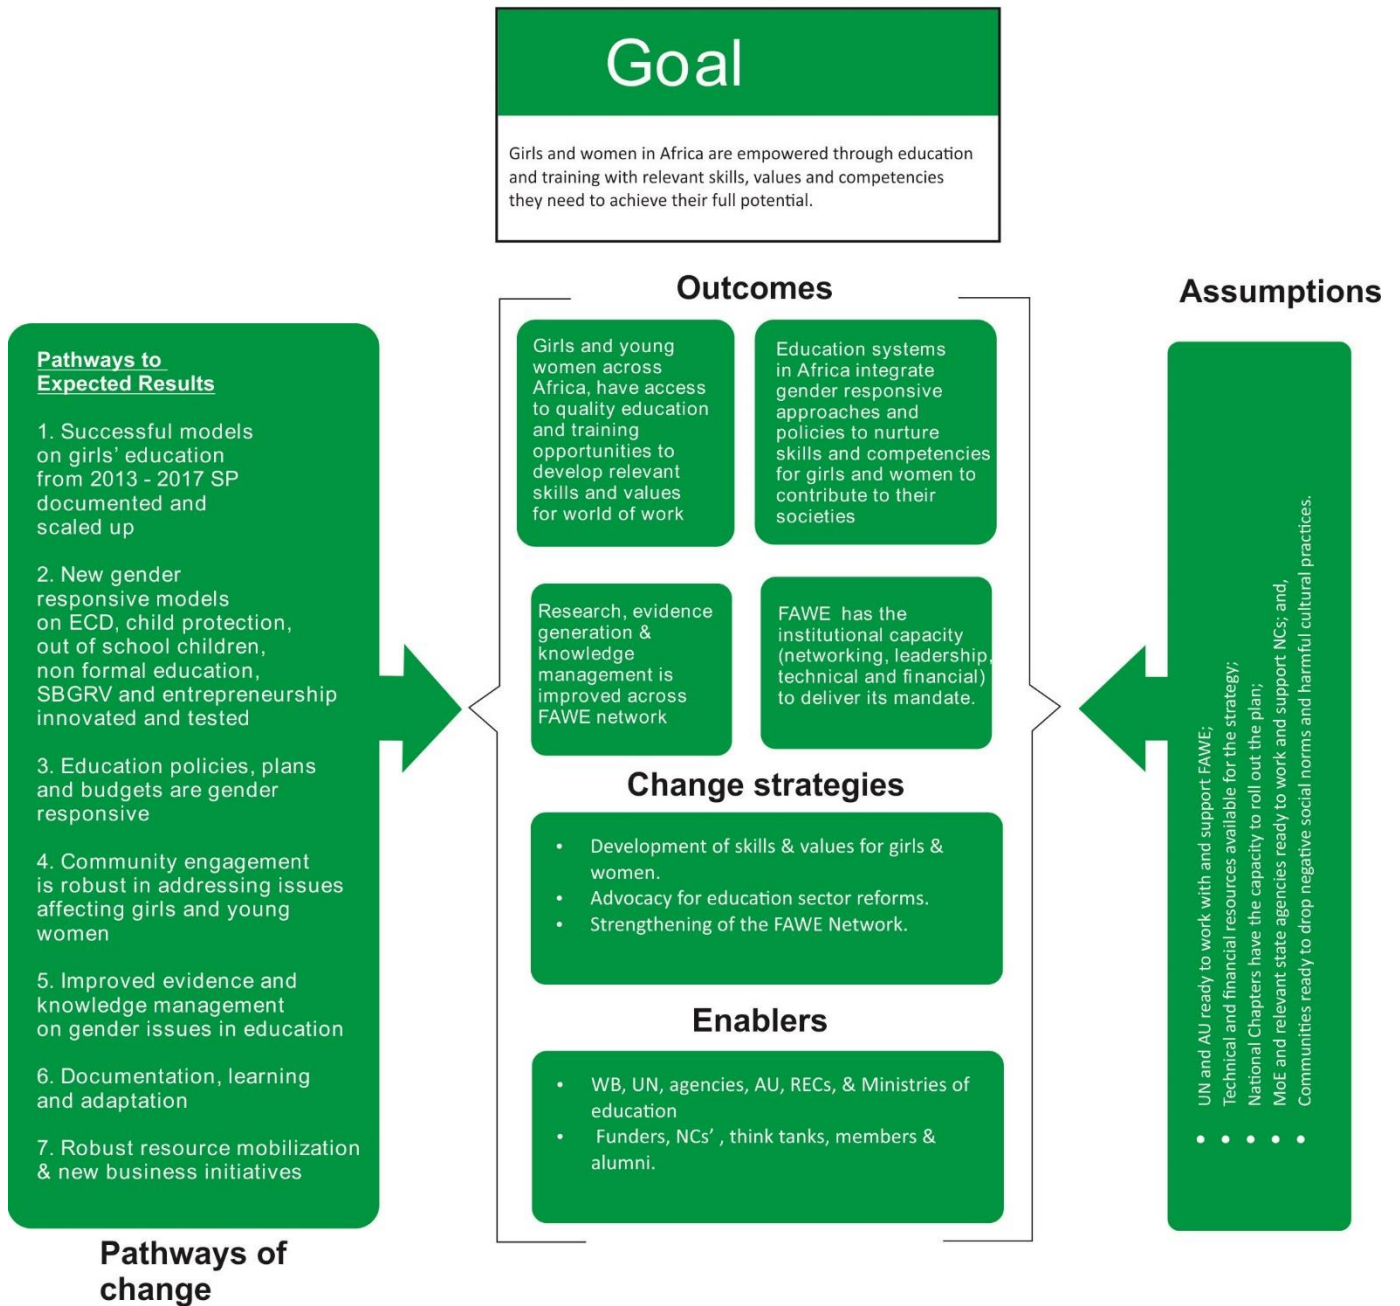 Goal
Girls and women in Africa are empowered through education
and training with relevant skills, values and competencies
they need to achieve their full potential.
Pathways to
Expected Results
1. Successful models
on girls' education
from 2013 - 2017 SP
documented and
scaled up
2. New gender
responsive models
on ECD, child protection,
out of school children,
non formal education,
SBGRV and entrepreneurship
innovated and tested
3. Education policies, plans
and budgets are gender
responsive
4. Community engagement
is robust in addressing issues
affecting girls and young
women
5. Improved evidence and
knowledge management
on gender issues in education
6. Documentation, learning
and adaptation
7. Robust resource mobilization
& new business initiatives
Pathways of
change
Outcomes
Girls and young
women across
Africa, have access
to quality education
and training
opportunities to
develop relevant
skills and values
for world of work
Education systems
in Africa integrate
gender responsive
approaches and
policies to nurture
skills and competencies
for girls and women to
contribute to their
societies
Research, evidence
generation &
knowledge
management is
improved across
FAWE network
FAWE has the
institutional capacity
(networking, leadership,
technical and financial)
to deliver its mandate.
Change strategies
• Development of skills & values for girls &
women.
• Advocacy for education sector reforms.
• Strengthening of the FAWE Network.
Enablers
• WB, UN, agencies, AU, RECs, & Ministries of
education
• Funders, NCs' , think tanks, members &
alumni.
Assumptions
• UN and AU ready to work with and support FAWE;
• Technical and financial resources available for the strategy;
• National Chapters have the capacity to roll out the plan;
• MoE and relevant state agencies ready to work and support NCs; and,
• Communities ready to drop negative social norms and harmful cultural practices.